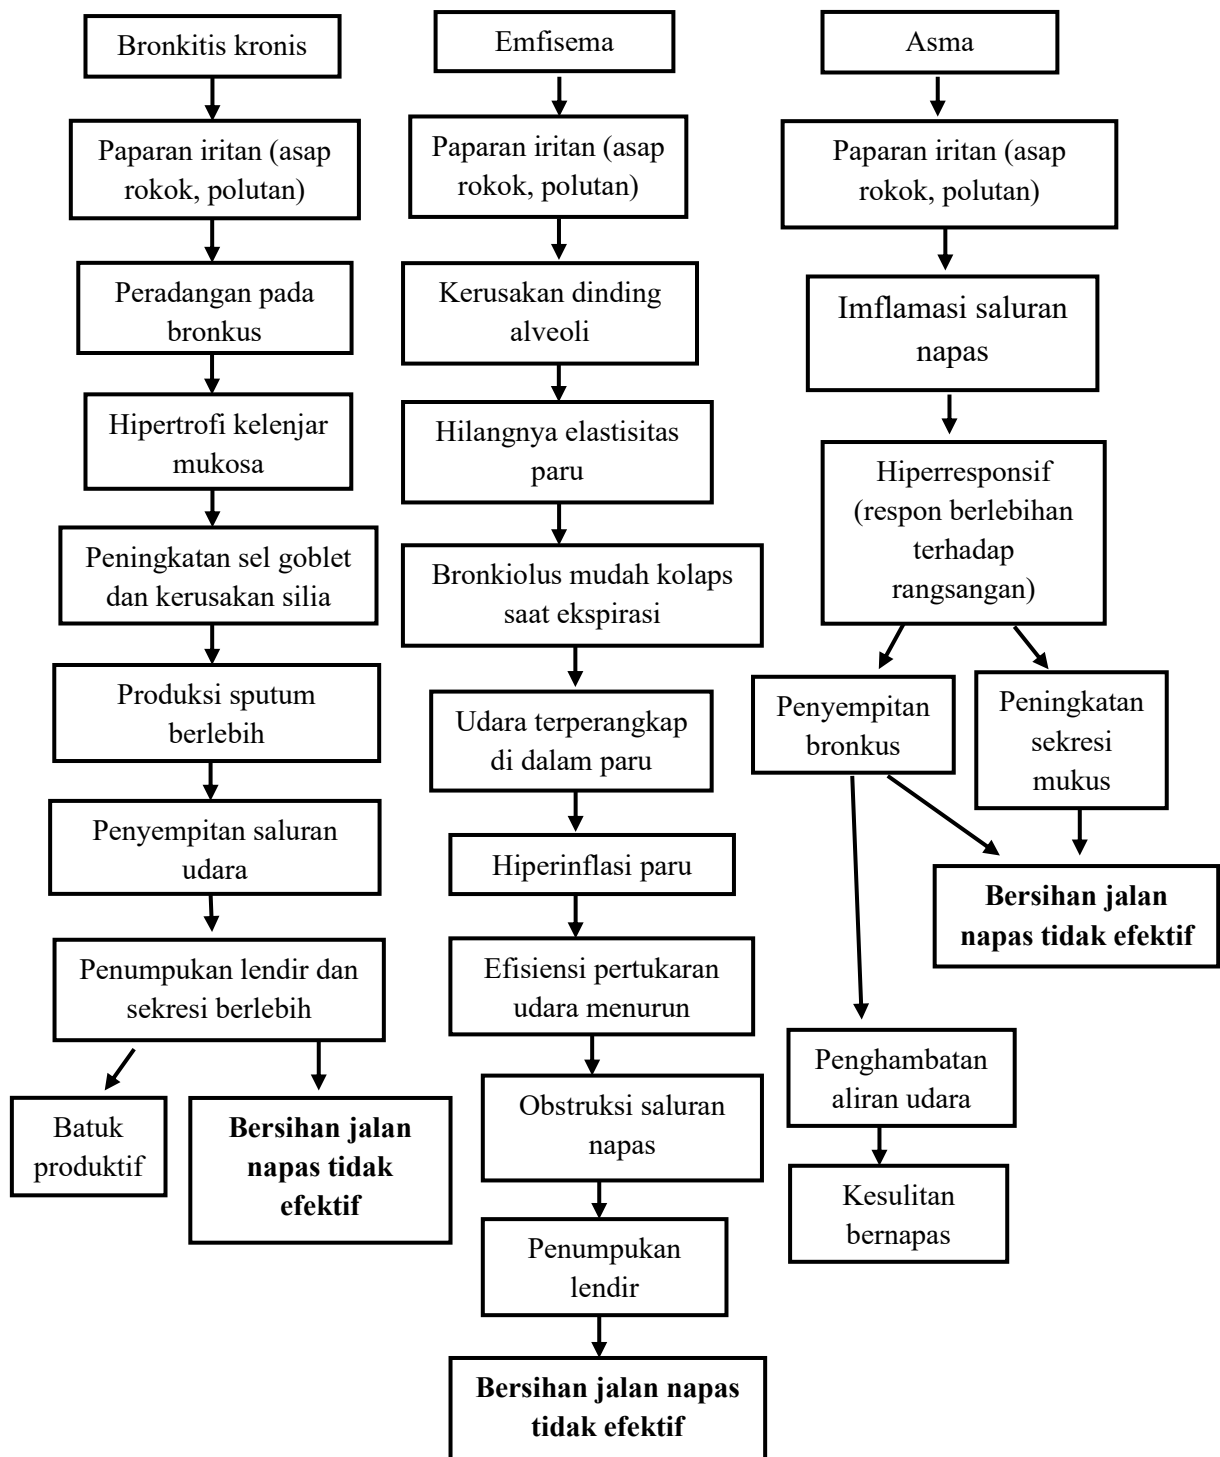 Bronkitis kronis
Paparan iritan (asap
rokok, polutan)
Peradangan pada
bronkus
Hipertrofi kelenjar
mukosa
Peningkatan sel goblet
dan kerusakan silia
Produksi sputum
berlebih
Penyempitan saluran
udara
Penumpukan lendir dan
sekresi berlebih
Batuk
produktif
Bersihan jalan
napas tidak
efektif
Emfisema
Paparan iritan (asap
rokok, polutan)
Kerusakan dinding
alveoli
Hilangnya elastisitas
paru
Bronkiolus mudah kolaps
saat ekspirasi
Udara terperangkap
di dalam paru
Hiperinflasi paru
Efisiensi pertukaran
udara menurun
Obstruksi saluran
napas
Penumpukan
lendir
Bersihan jalan napas
tidak efektif
Asma
Paparan iritan (asap
rokok, polutan)
Imflamasi saluran
napas
Hiperresponsif
(respon berlebihan
terhadap
rangsangan)
Penyempitan
bronkus
Peningkatan
sekresi
mukus
Bersihan jalan
napas tidak efektif
Penghambatan
aliran udara
Kesulitan
bernapas